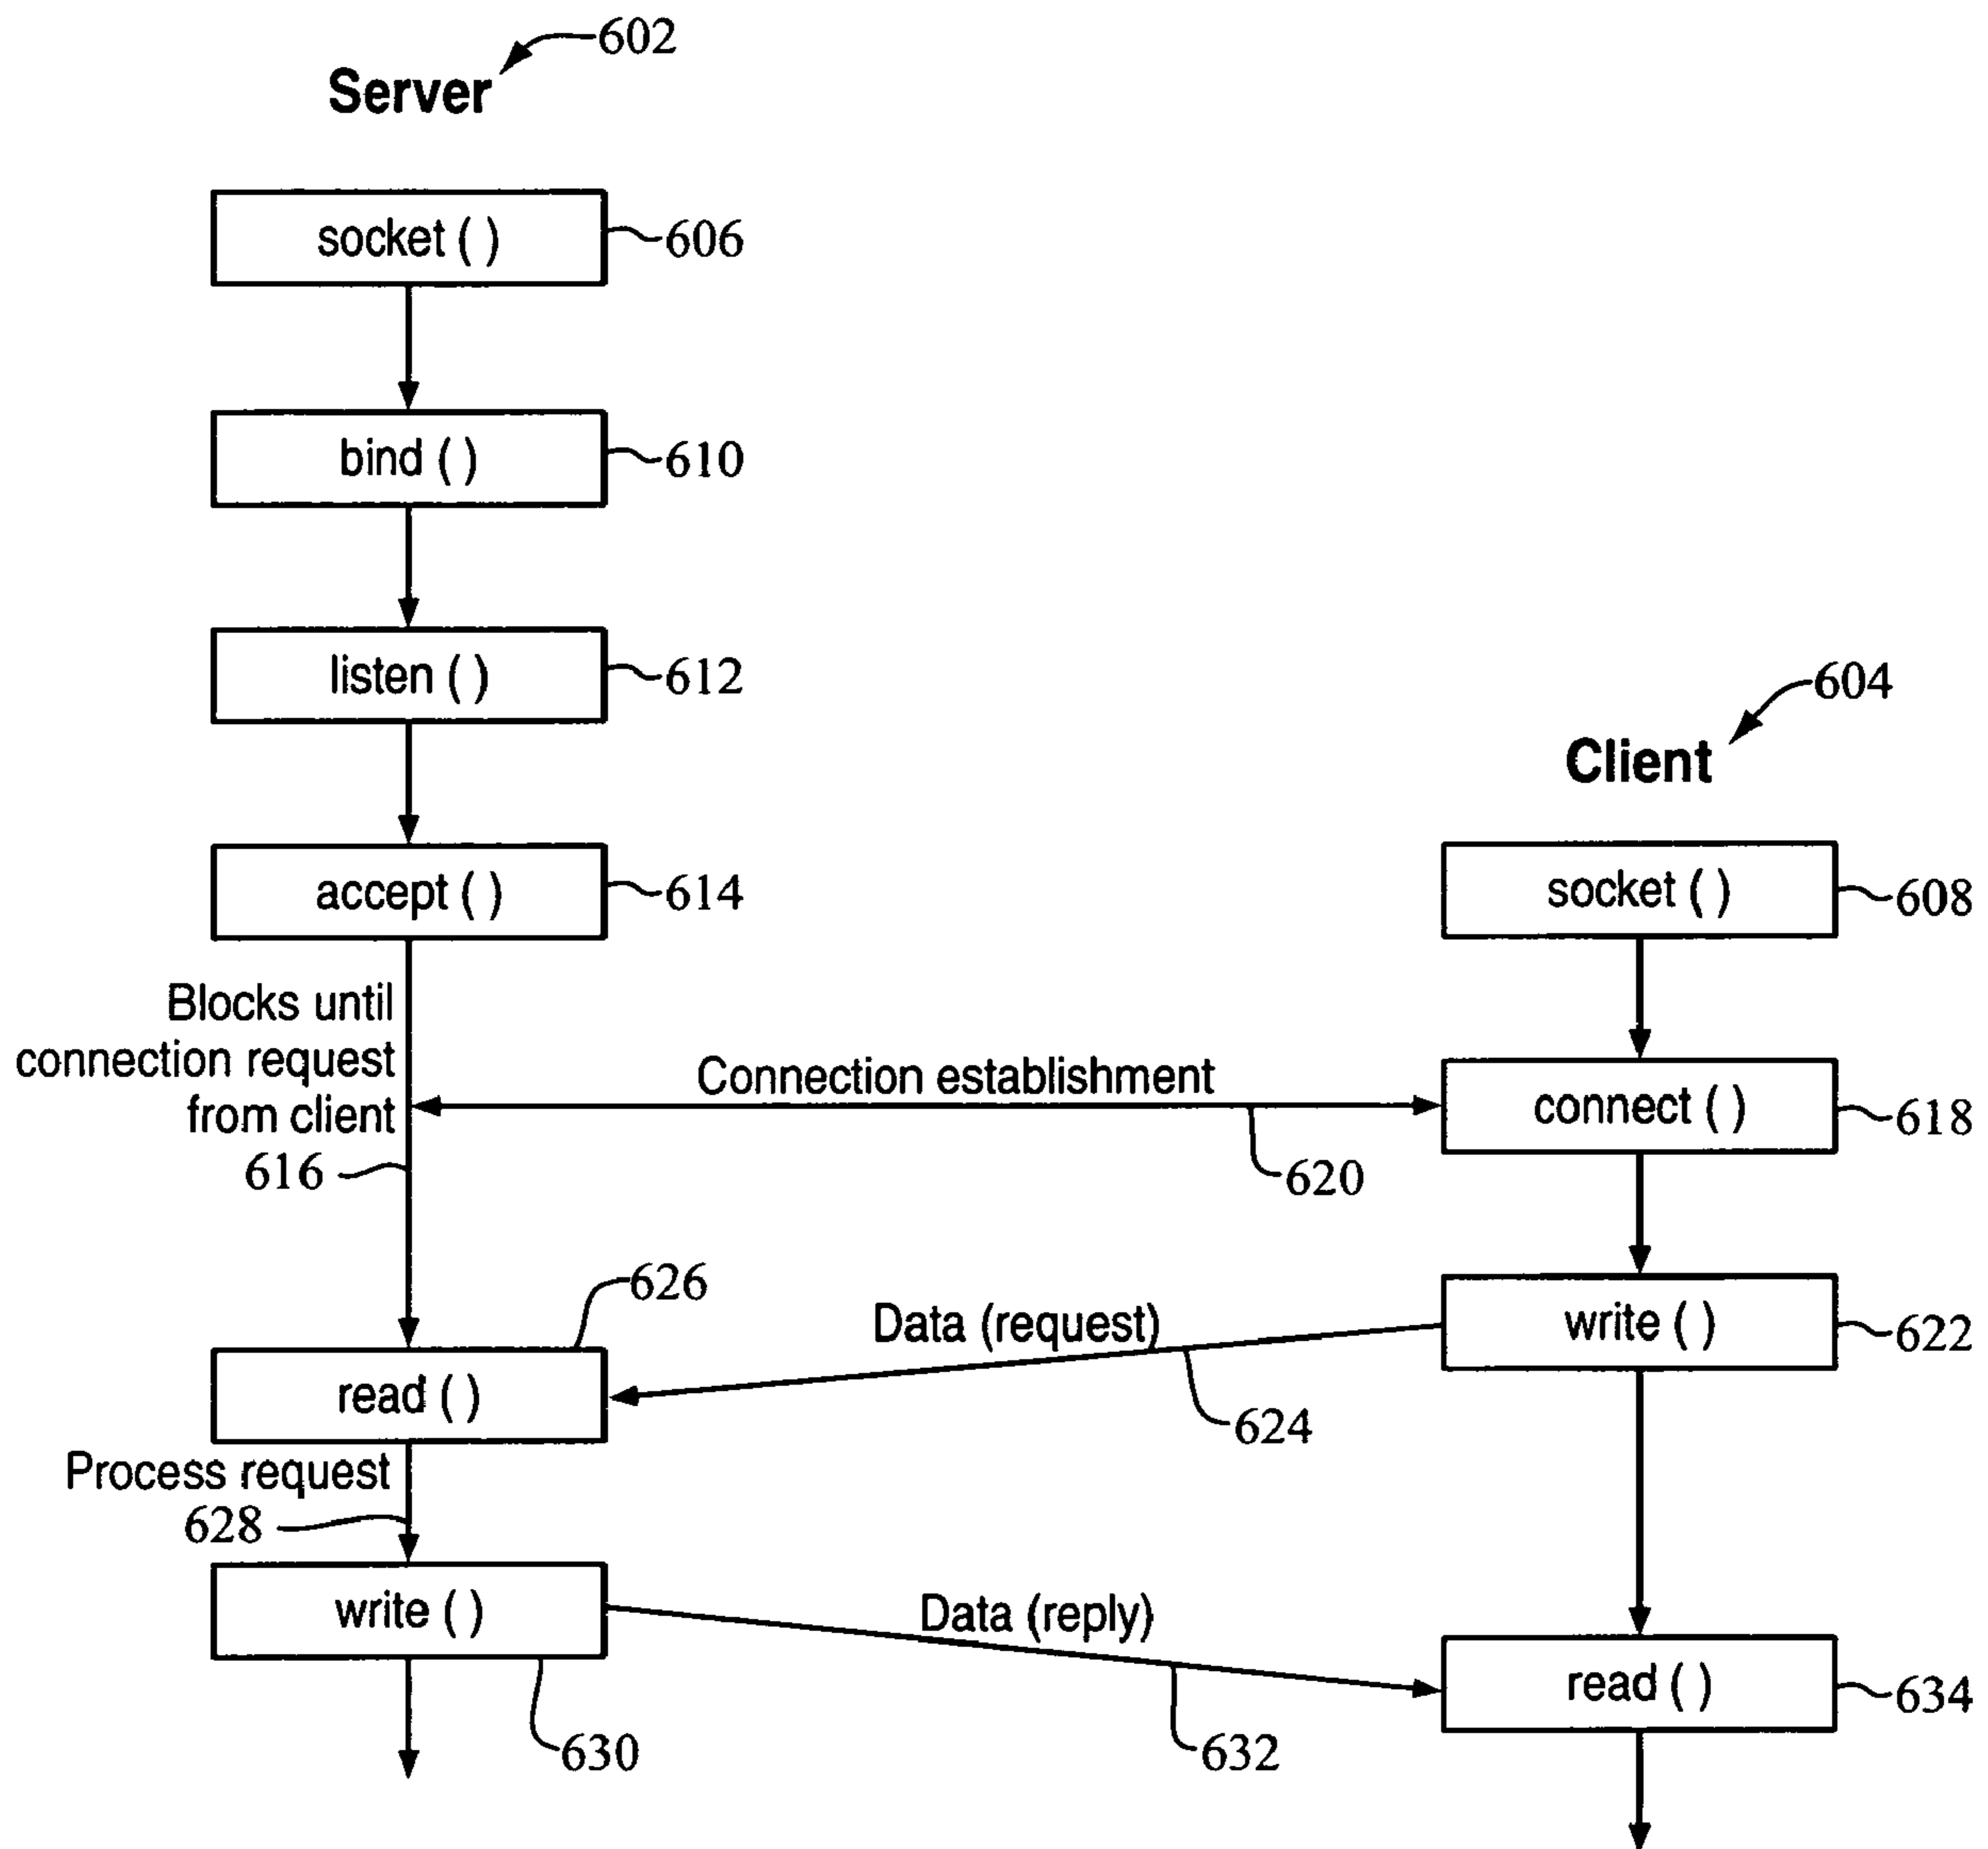 602
Server
socket ( )
606
bind ( )
610
listen ( )
612
604
Client
accept ( )
614
socket ( )
608
Blocks until
connection request
from client
616
Connection establishment
620
connect ( )
618
626
Data (request)
624
write ( )
622
read ( )
Process request
628
write ( )
630
Data (reply)
632
read ( )
634